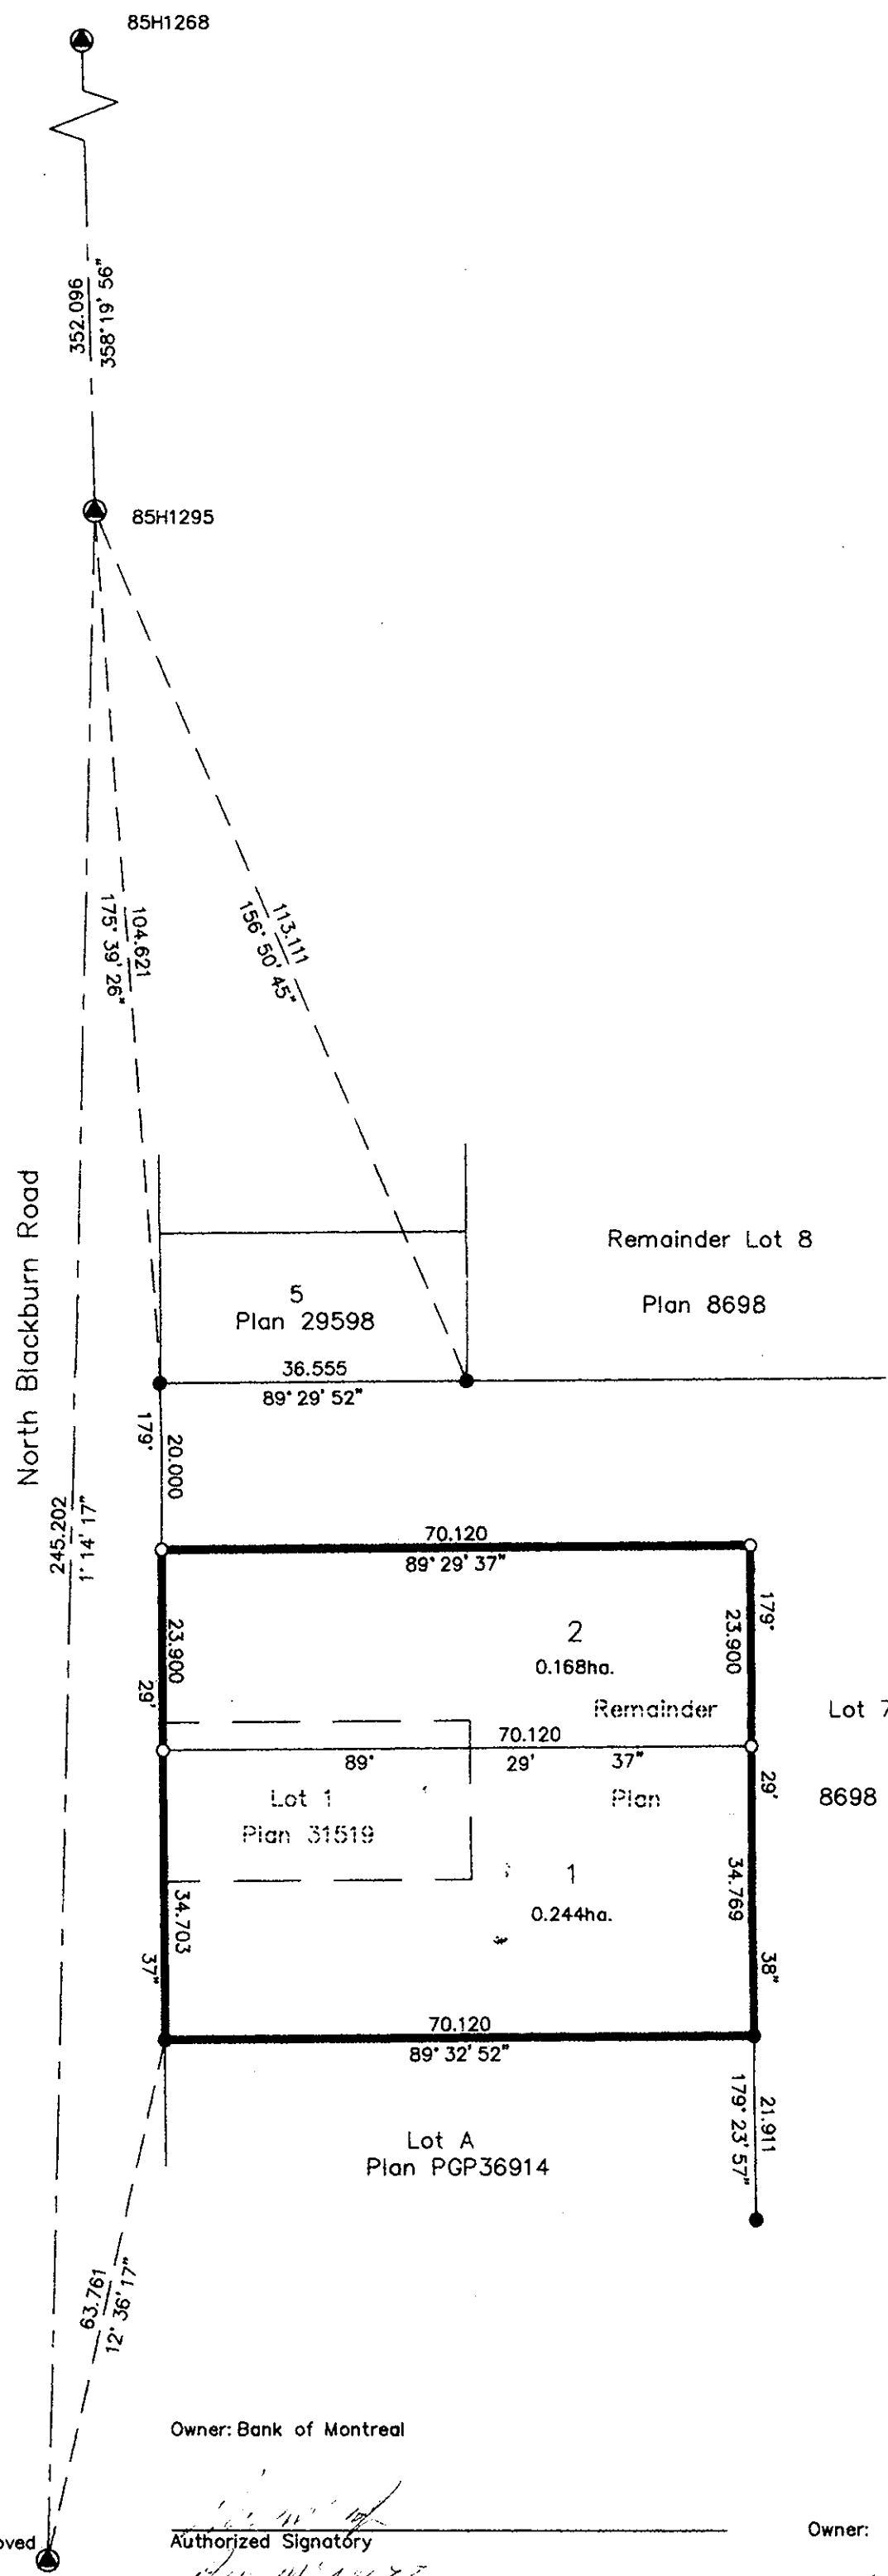 85H1268
352.096
358° 19' 56"
85H1295
104.621
175° 39' 26"
113.111
156° 50' 45"
North Blackburn Road
Remainder Lot 8
Plan 8698
5
Plan 29598
36.555
89° 29' 52"
179°
20.000
245.202
1° 14' 17"
70.120
89° 29' 37"
23.900
29'
2
0.168ha.
179°
23.900
Remainder
Lot 7
70.120
89°
29'
37"
Lot 1
Plan 31519
Plan
8698
29'
1
0.244ha.
34.703
37"
34.769
38"
70.120
89° 32' 52"
Lot A
Plan PGP36914
21.911
179° 23' 57"
63.761
12° 36' 17"
Owner: Bank of Montreal
Authorized Signatory
Owner:
oved